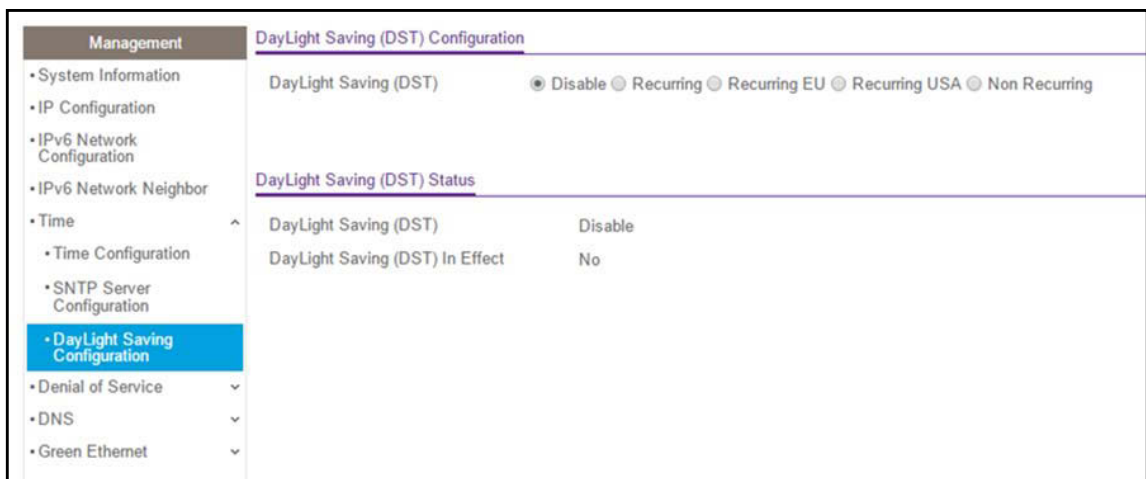 Management
• System Information
• IP Configuration
• IPv6 Network
Configuration
• IPv6 Network Neighbor
• Time
• Time Configuration
• SNTP Server
Configuration
• DayLight Saving
Configuration
• Denial of Service
• DNS
• Green Ethernet
DayLight Saving (DST) Configuration
DayLight Saving (DST) Disable Recurring Recurring EU Recurring USA Non Recurring
DayLight Saving (DST) Status
DayLight Saving (DST) Disable
DayLight Saving (DST) In Effect No